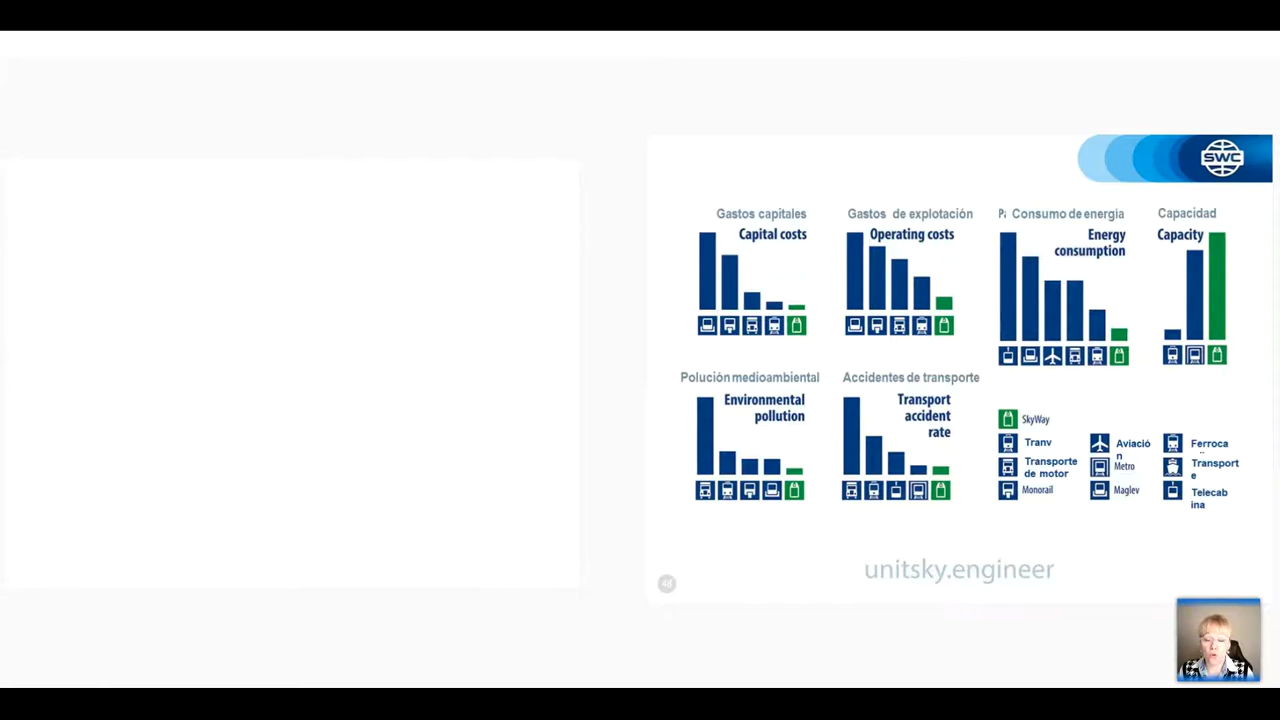 SWC
Gastos capitales
Capital costs
Gastos de explotación
Operating costs
Consumo de energia
Energy
consumption
Capacidad
Capacity
Polución medioambiental
Environmental
pollution
Accidentes de transporte
Transport
accident
rate
SkyWay
Tranv
Transporte
de motor
Monorail
Aviació
n
Metro
Maglev
Ferroca
Transport
e
Telecab
ina
unitsky.engineer
48